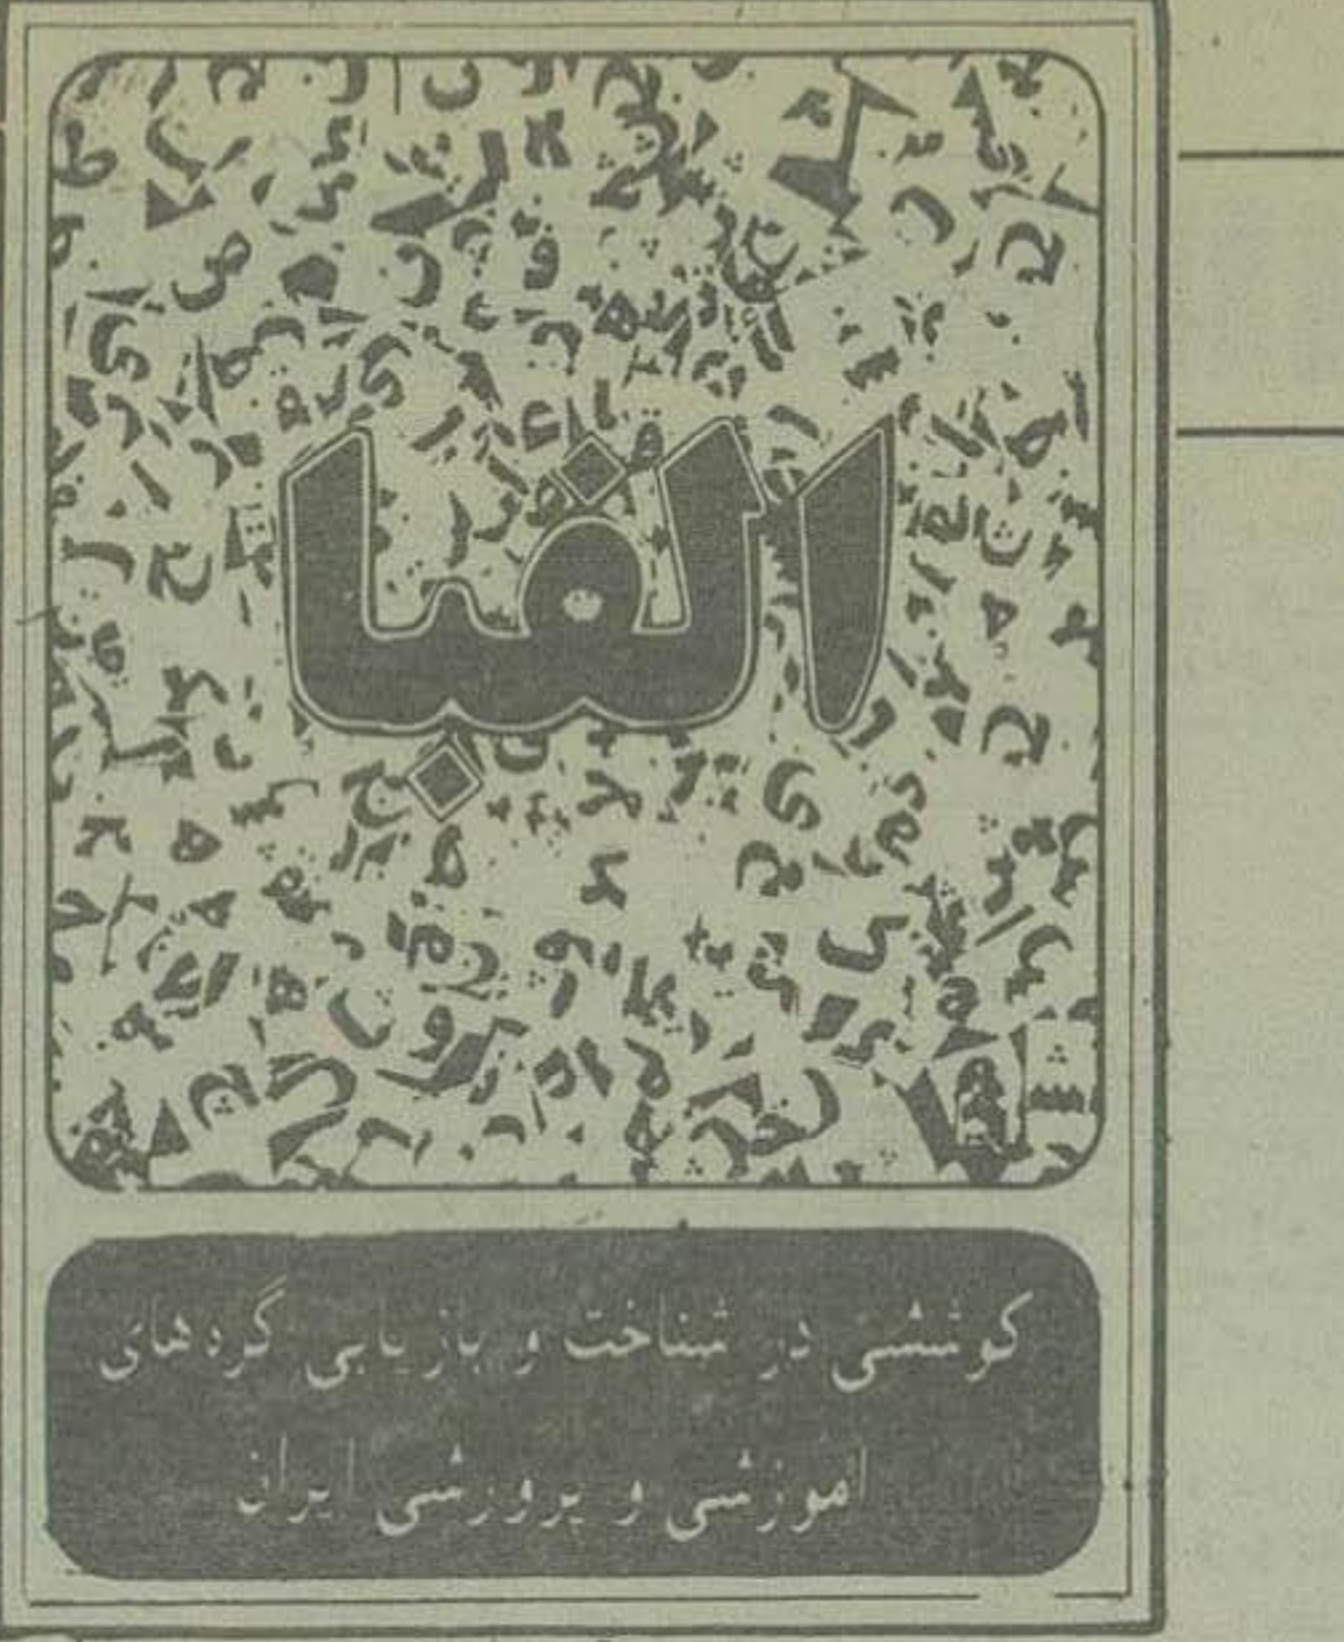 الفبا
کوششی در شناخت و بازیابی گره‌های
آموزشی و پرورشی ایران